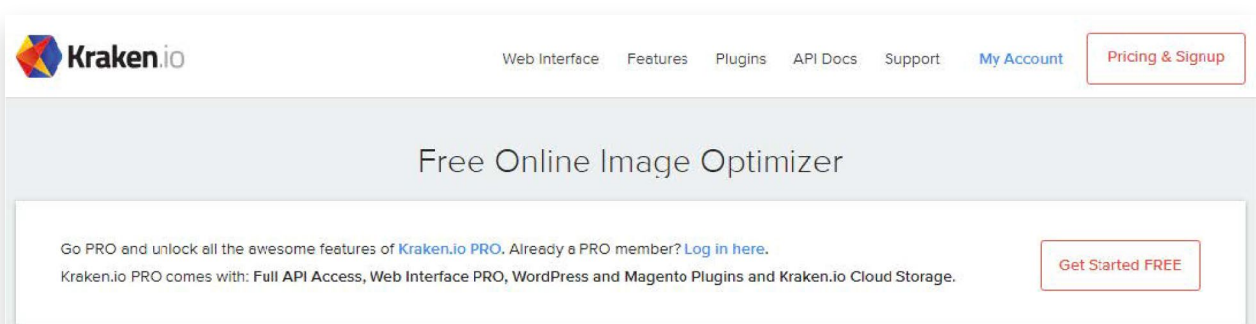 Kraken.io
Web Interface Features Plugins API Docs Support My Account Pricing & Signup
Free Online Image Optimizer
Go PRO and unlock all the awesome features of Kraken.io PRO. Already a PRO member? Log in here.
Kraken.io PRO comes with: Full API Access, Web Interface PRO, WordPress and Magento Plugins and Kraken.io Cloud Storage.
Get Started FREE